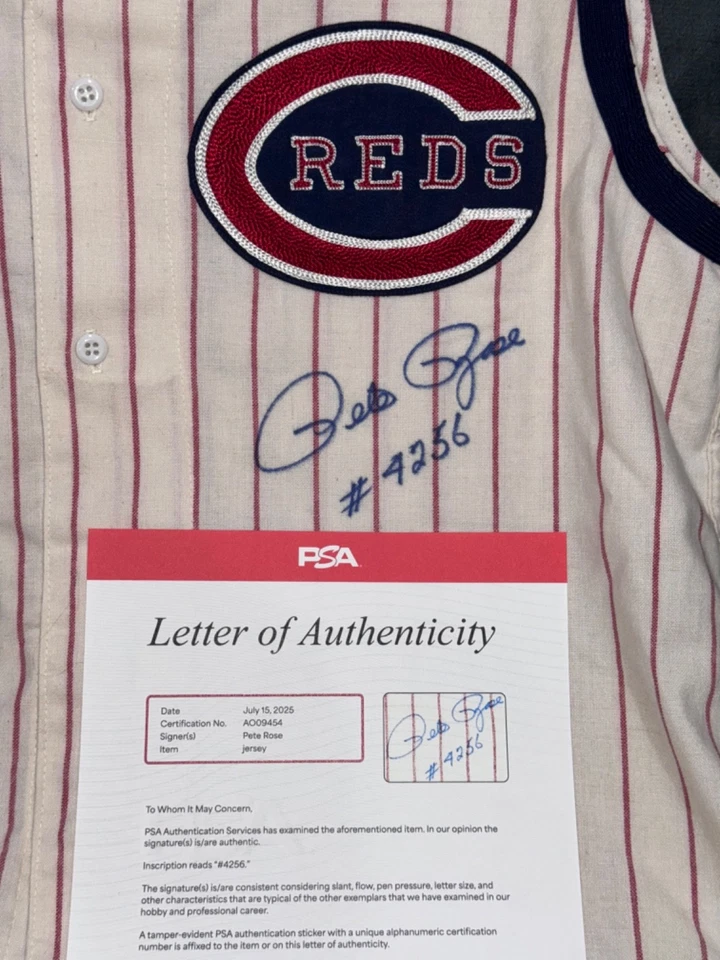 REDS
Pete Rose
#4256
PSA
Letter of Authenticity
Date July 15, 2025
Certification No. AO09454
Signer(s) Pete Rose
Item jersey
Pete Rose
#4256
To Whom It May Concern,
PSA Authentication Services has examined the aforementioned item. In our opinion the
signature(s) is/are authentic.
Inscription reads "#4256."
The signature(s) is/are consistent considering slant, flow, pen pressure, letter size, and
other characteristics that are typical of the other exemplars that we have examined in our
hobby and professional career.
A tamper-evident PSA authentication sticker with a unique alphanumeric certification
number is affixed to the item or on this letter of authenticity.